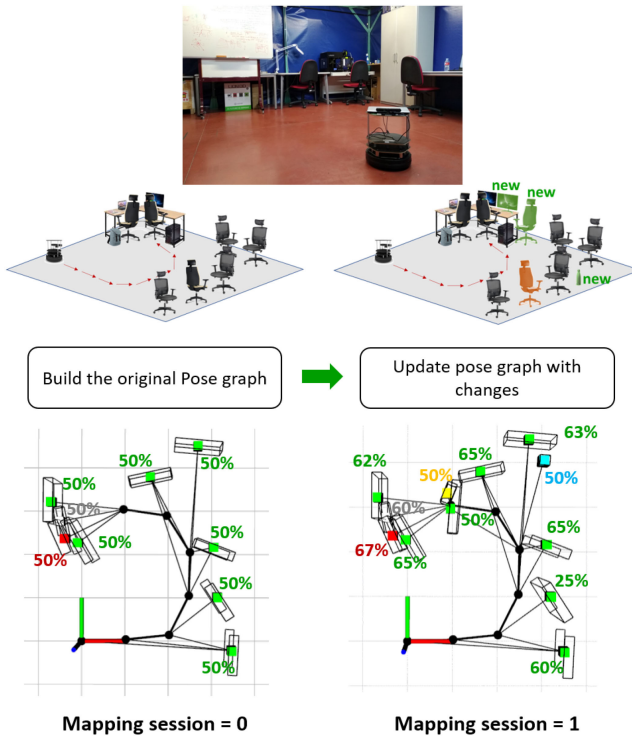 new
new
new
Build the original Pose graph
Update pose graph with
changes
50%
50%
50%
50%
50%
50%
50%
50%
50%
63%
65%
62%
50%
50%
60%
50%
65%
67%
65%
25%
60%
Mapping session = 0
Mapping session = 1